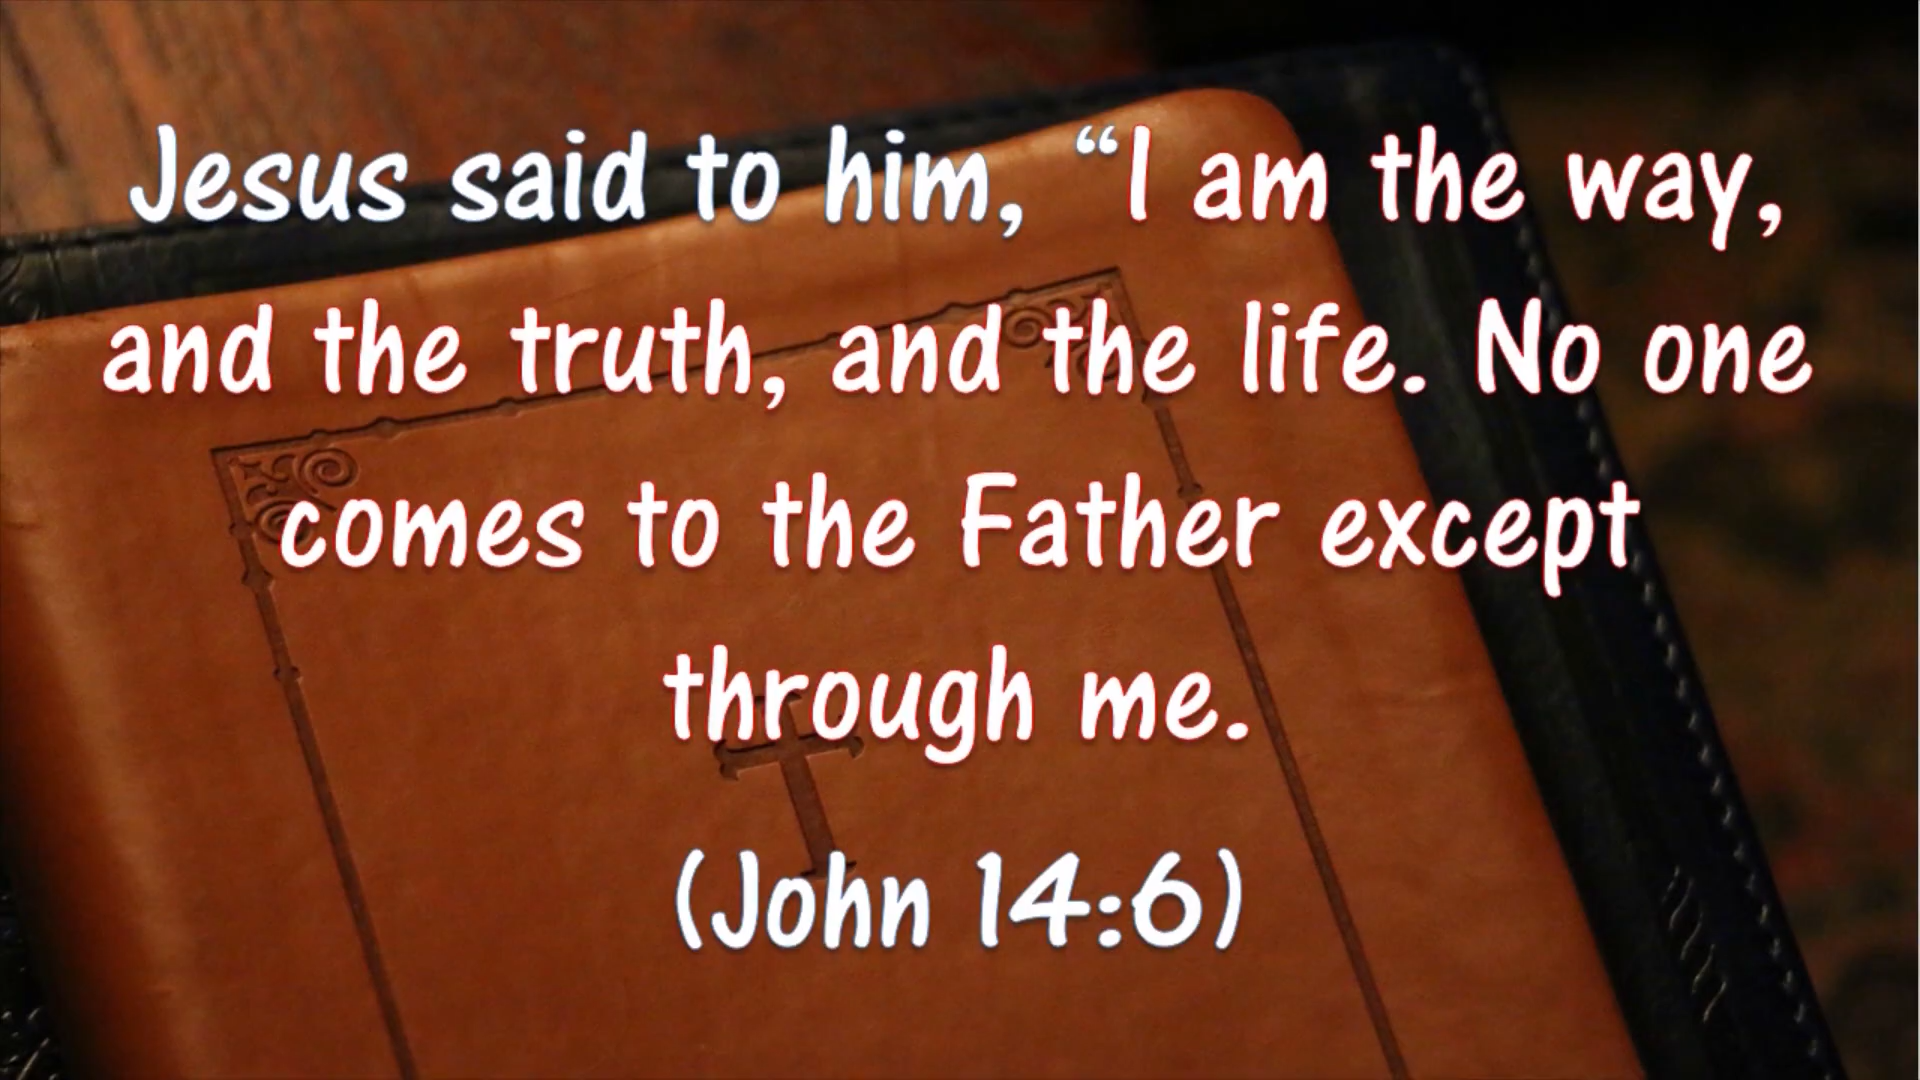 Jesus said to him, “I am the way,
and the truth, and the life. No one
comes to the Father except
through me.
(John 14:6)